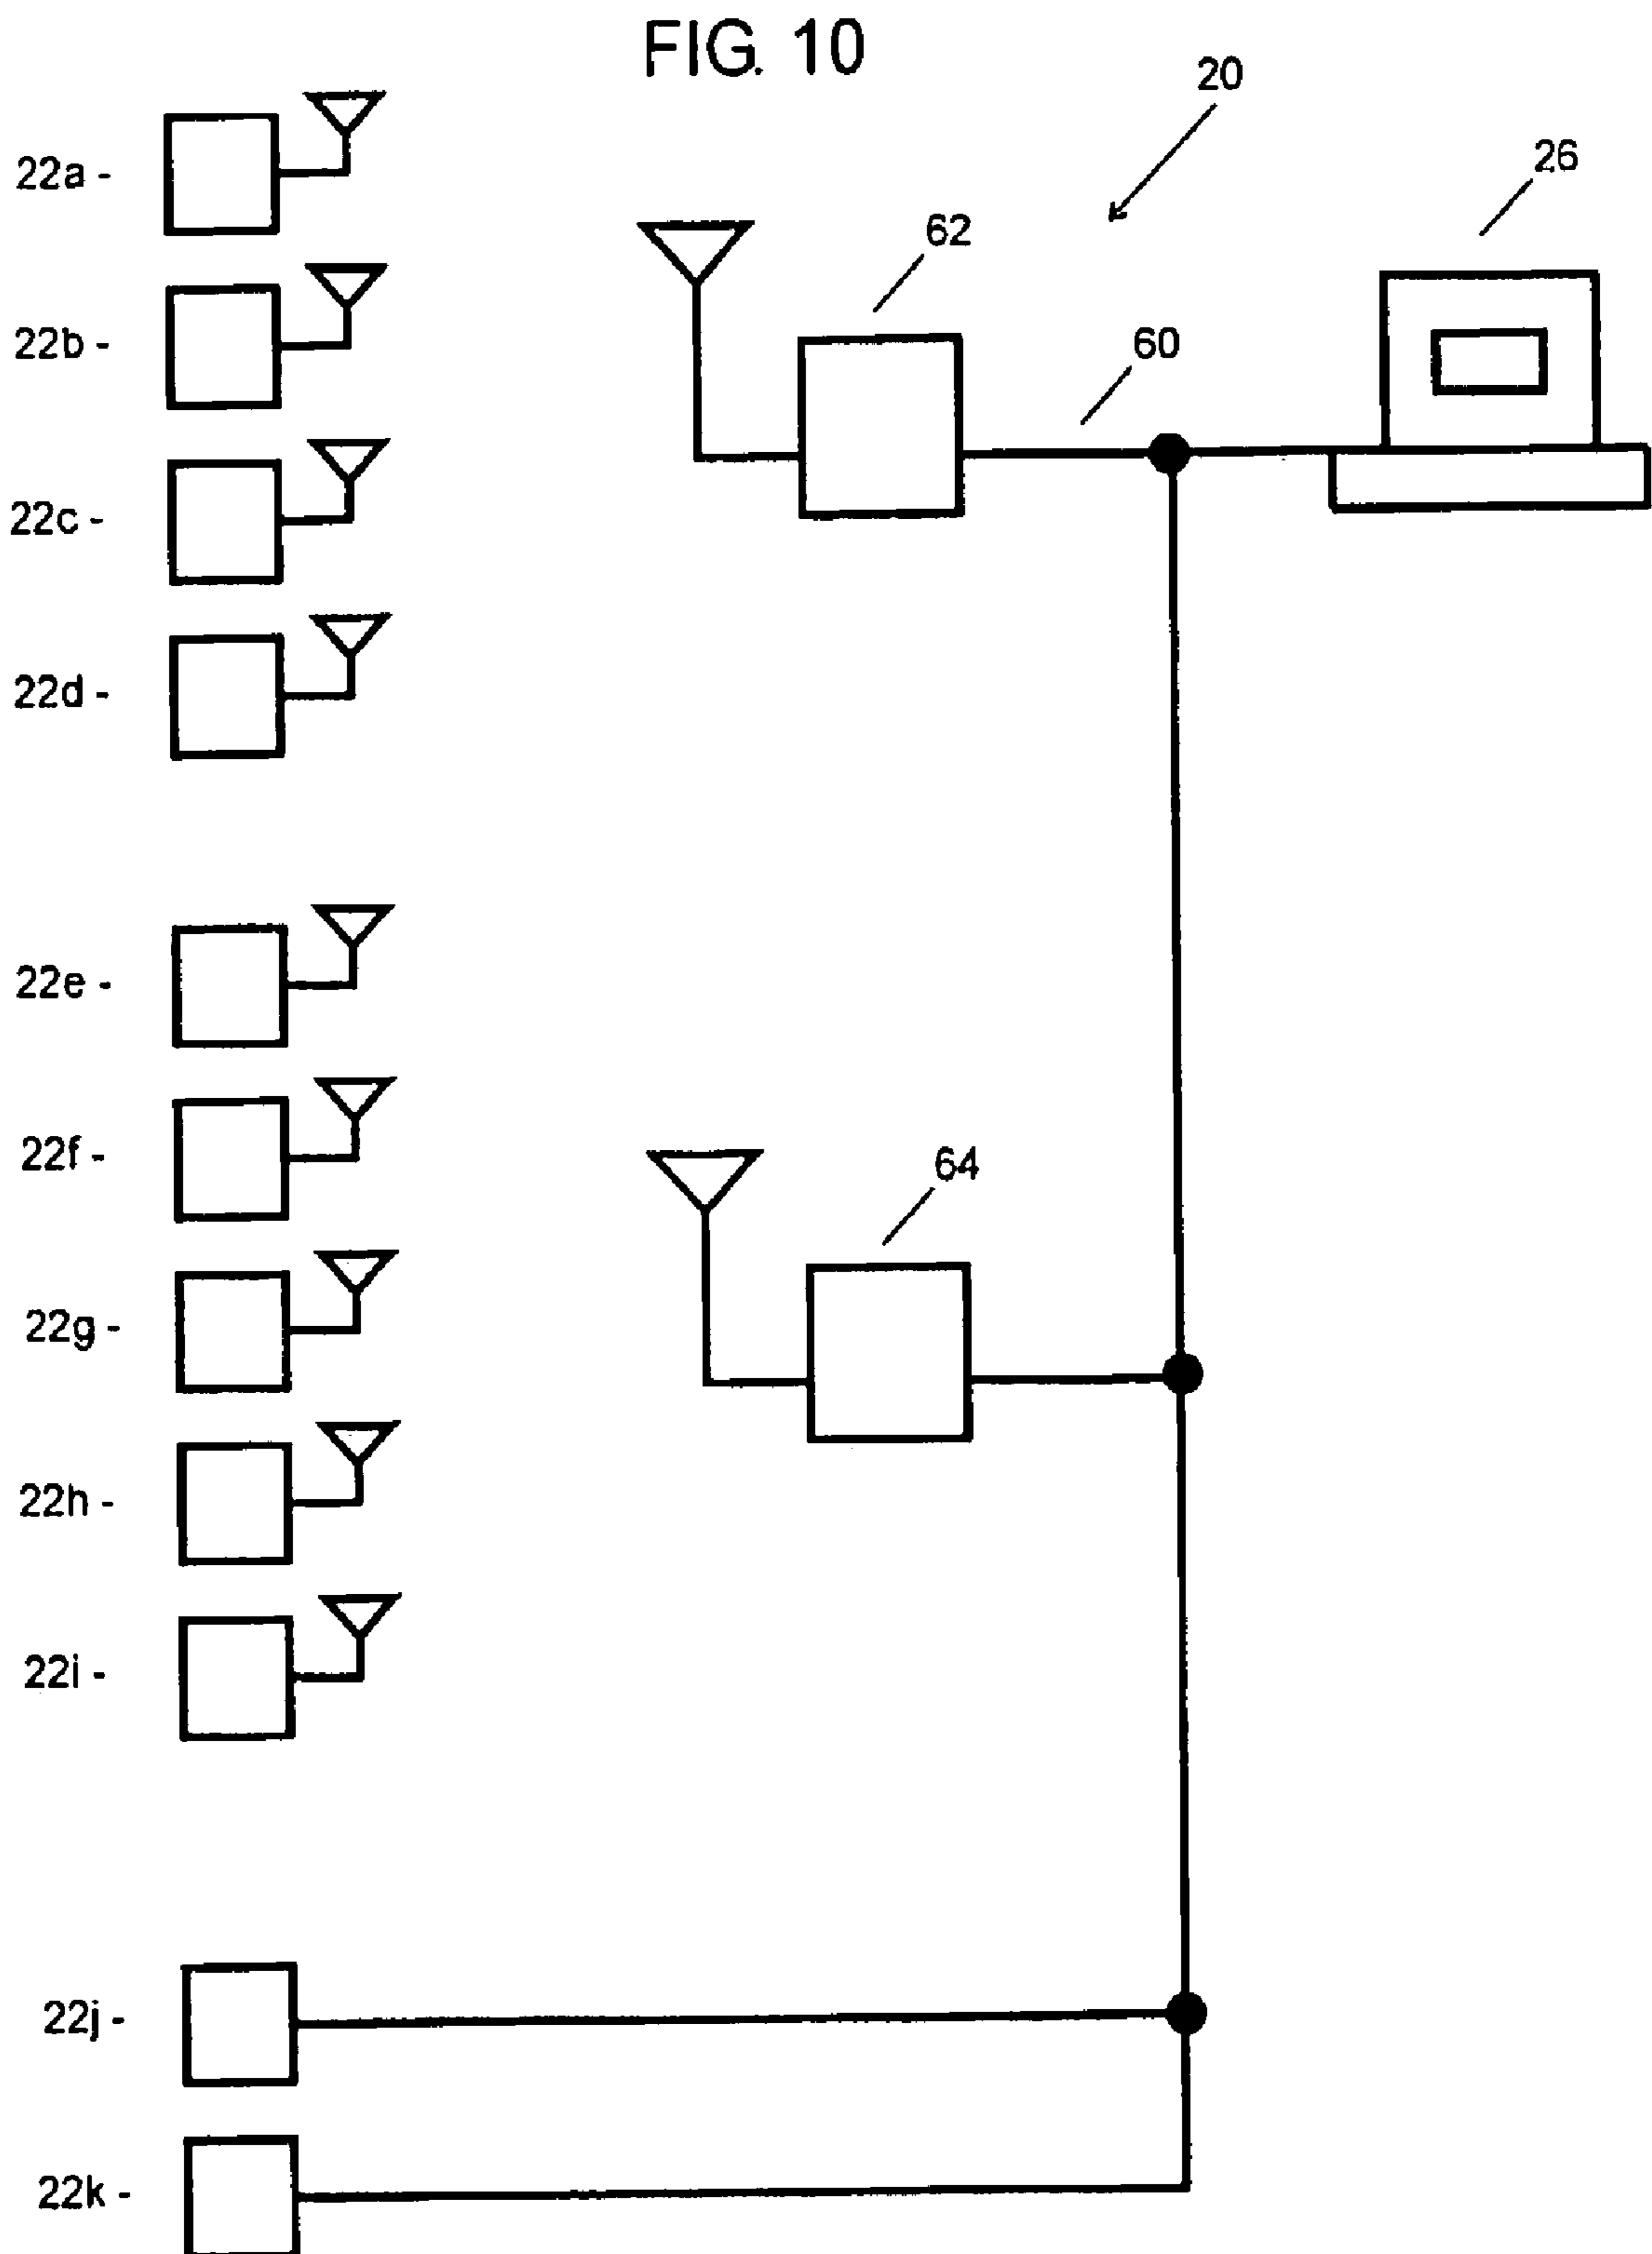 FIG. 10
20
26
22a -
62
22b -
60
22c -
22d -
22e -
22f -
64
22g -
22h -
22i -
22j -
22k -